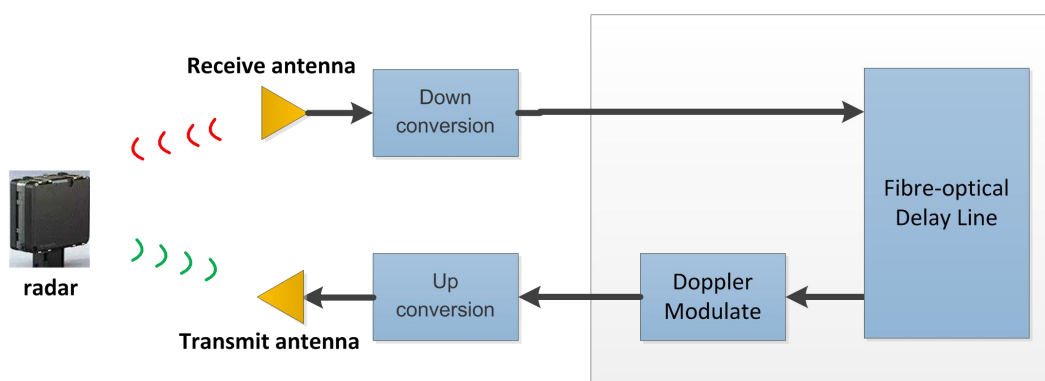 Receive antenna
Down
conversion
Fibre-optical
Delay Line
radar
Doppler
Modulate
Up
conversion
Transmit antenna